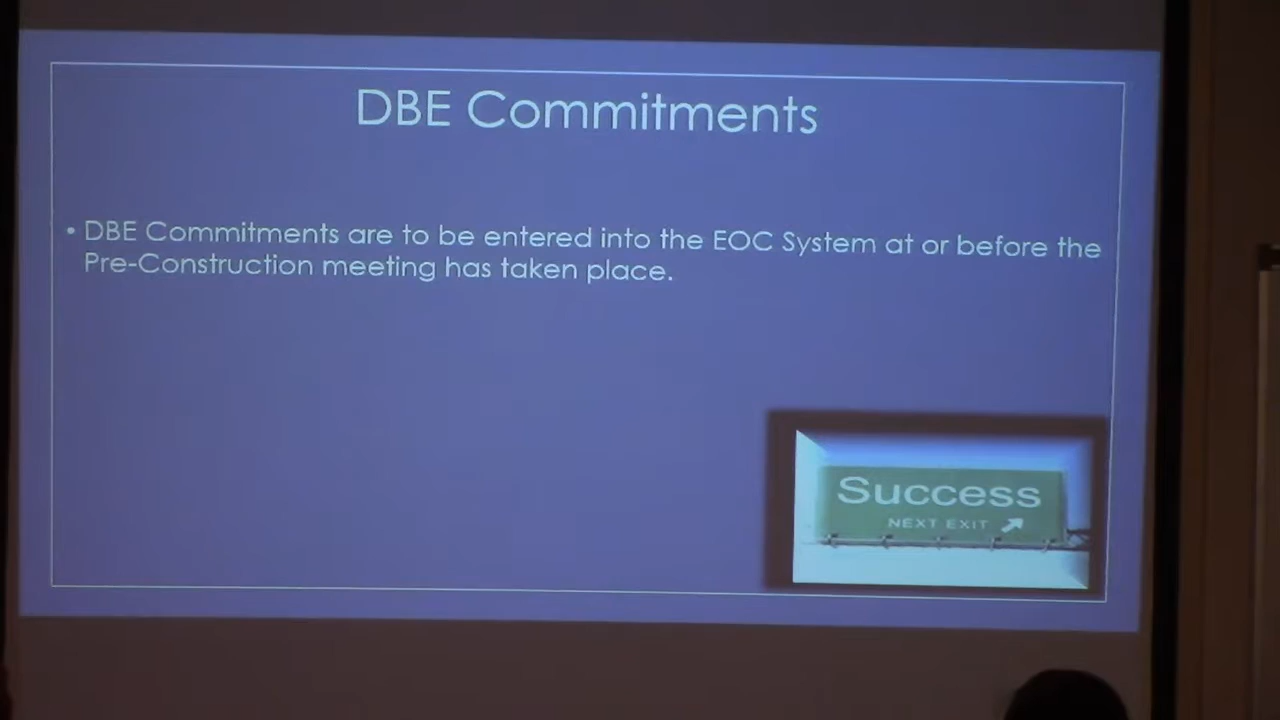 DBE Commitments
• DBE Commitments are to be entered into the EOC System at or before the
Pre-Construction meeting has taken place.
Success
NEXT EXIT